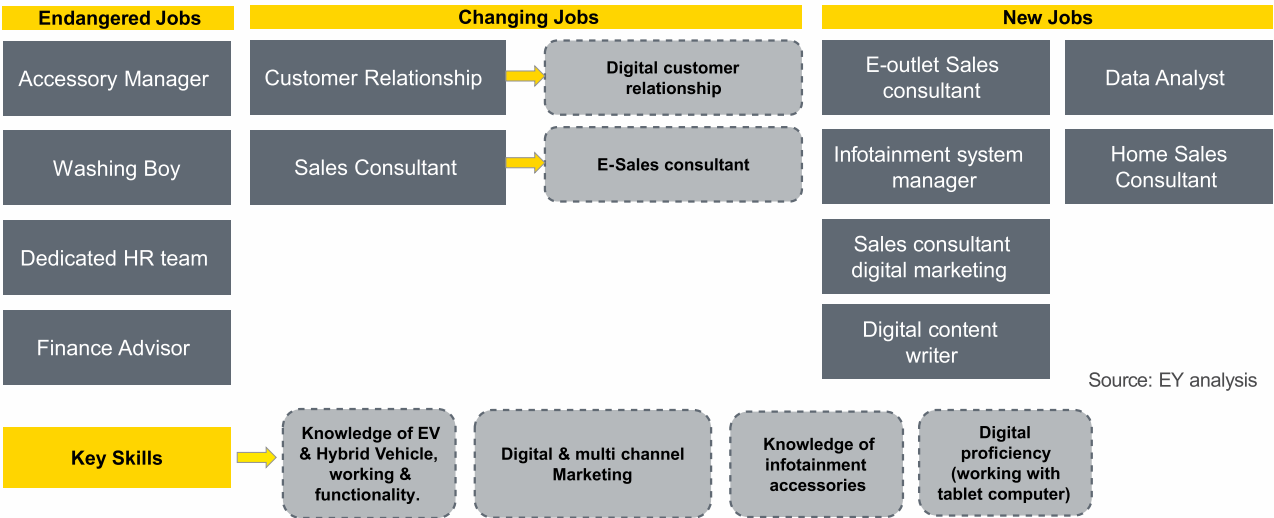 Endangered Jobs
Changing Jobs
New Jobs
Accessory Manager
Washing Boy
Dedicated HR team
Finance Advisor
Customer Relationship
Digital customer
relationship
Sales Consultant
E-Sales consultant
E-outlet Sales
consultant
Data Analyst
Infotainment system
manager
Home Sales
Consultant
Sales consultant
digital marketing
Digital content
writer
Source: EY analysis
Key Skills
Knowledge of EV
& Hybrid Vehicle,
working &
functionality.
Digital & multi channel
Marketing
Knowledge of
infotainment
accessories
Digital
proficiency
(working with
tablet computer)